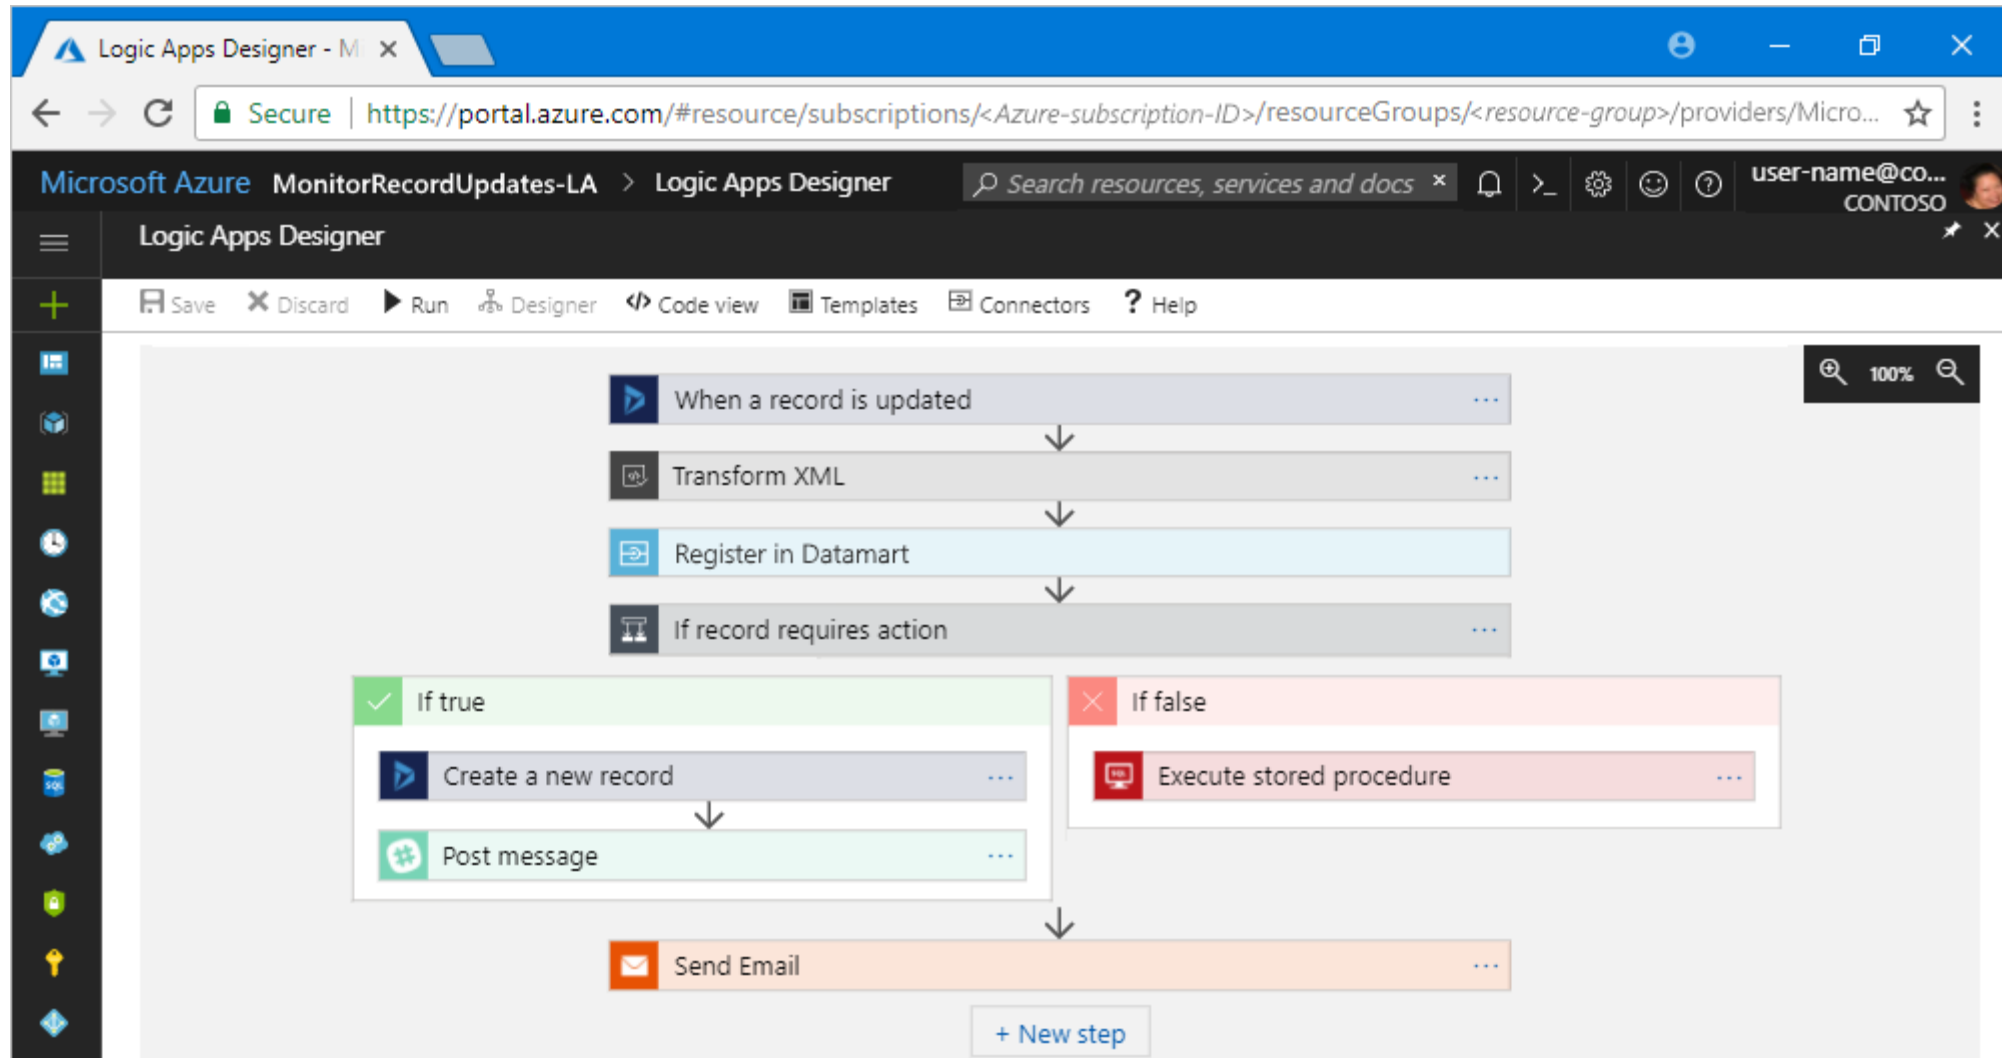 Logic Apps Designer - M
Secure https://portal.azure.com/#resource/subscriptions/<Azure-subscription-ID>/resourceGroups/<resource-group>/providers/Micro...
Microsoft Azure MonitorRecordUpdates-LA > Logic Apps Designer Search resources, services and docs × user-name@co...
CONTOSO
Logic Apps Designer
Save Discard Run Designer Code view Templates Connectors ? Help
100%
When a record is updated ...
Transform XML ...
Register in Datamart
If record requires action ...
If true If false
Create a new record ... Execute stored procedure ...
Post message ...
Send Email ...
+ New step